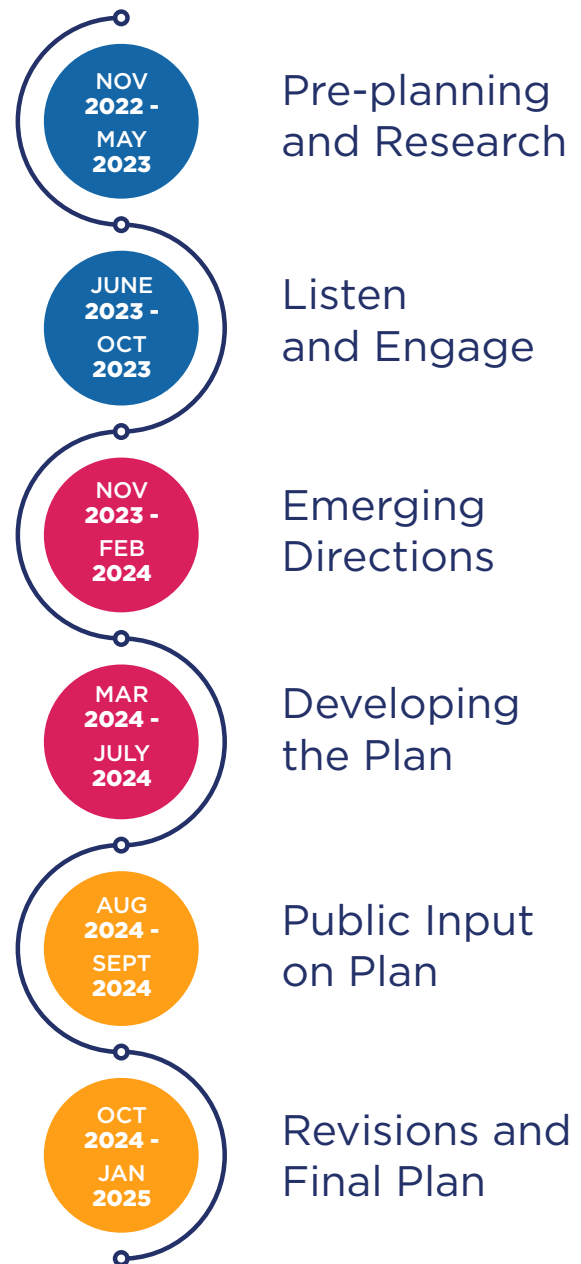 NOV
2022 -
MAY
2023
Pre-planning
and Research
JUNE
2023 -
OCT
2023
Listen
and Engage
NOV
2023 -
FEB
2024
Emerging
Directions
MAR
2024 -
JULY
2024
Developing
the Plan
AUG
2024 -
SEPT
2024
Public Input
on Plan
OCT
2024 -
JAN
2025
Revisions and
Final Plan